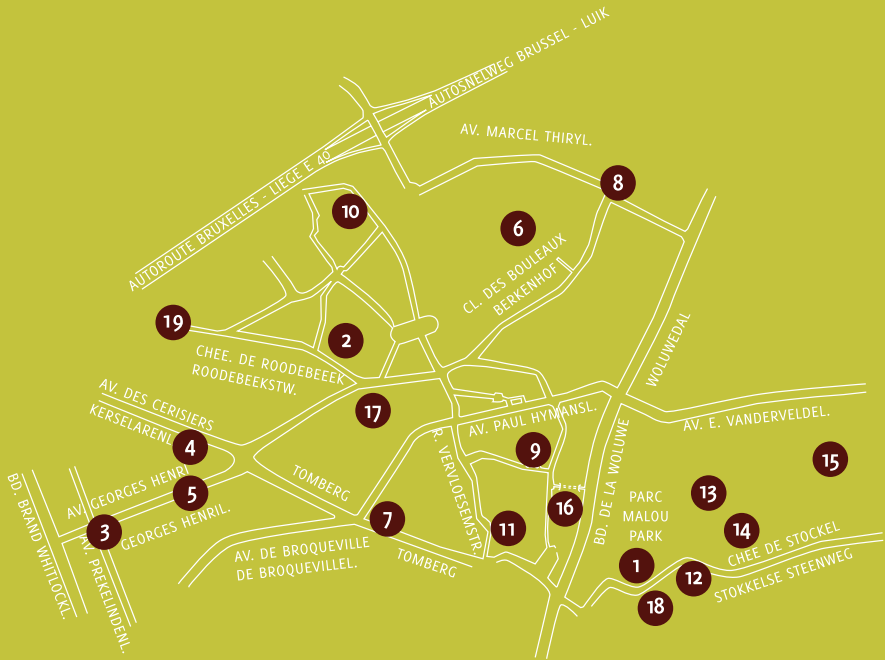 AUTOSNELWEG BRUSSEL - LUIK
AUTOROUTE BRUXELLES - LIEGE E 40
AV. MARCEL THIRYL.
8
10
6
CL. DES BOULEAUX
BERKENHOF
19
2
CHEE. DE ROODEBEEEK
ROODEBEEKSTW.
WOLUWEDAL
AV. DES CERISIERS
KERSELARENL
17
AV. PAUL HYMANSL.
AV. E. VANDERVELDEL.
4
9
R. VERVLOESEMSTR.
BD. DE LA WOLUWE
15
TOMBERG
AV. GEORGES HENRI
GEORGES HENRIL.
5
13
PARC
MALOU
PARK
16
7
11
14
3
BD. BRAND WHITLOCKL.
AV. PREKELINDENL.
AV. DE BROQUEVILLE
DE BROQUEVILLEL.
TOMBERG
CHEE DE STOCKEL
STOKKELSE STEENWEG
1
12
18